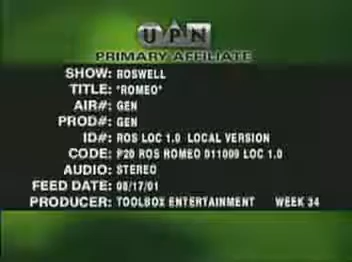 UPN
PRIMARY AFFILIATE
SHOW: ROSWELL
TITLE: "ROMEO"
AIR#: GEN
PROD#: GEN
ID#: ROS LOC 1.0 LOCAL VERSION
CODE: P20 ROS ROMEO 011009 LOC 1.0
AUDIO: STEREO
FEED DATE: 08/17/01
PRODUCER: TOOLBOX ENTERTAINMENT WEEK 34